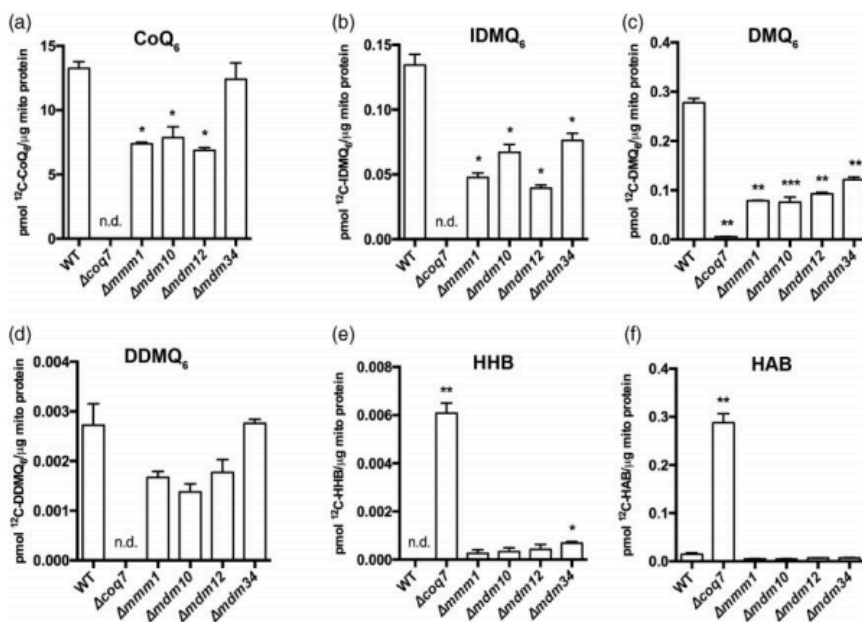 (a)
CoQ6
pmol 12C-CoQ6/μg mito protein
15
10
5
0
n.d.
*
*
*
WT
Δcoq7
Δmmm1
Δmdm10
Δmdm12
Δmdm34
(b)
IDMQ6
pmol 12C-IDMQ6/μg mito protein
0.15
0.10
0.05
0.00
n.d.
*
*
*
*
WT
Δcoq7
Δmmm1
Δmdm10
Δmdm12
Δmdm34
(c)
DMQ6
pmol 12C-DMQ6/μg mito protein
0.4
0.3
0.2
0.1
0.0
**
**
***
**
**
WT
Δcoq7
Δmmm1
Δmdm10
Δmdm12
Δmdm34
(d)
DDMQ6
pmol 12C-DDMQ6/μg mito protein
0.004
0.003
0.002
0.001
0.000
n.d.
WT
Δcoq7
Δmmm1
Δmdm10
Δmdm12
Δmdm34
(e)
HHB
pmol 12C-HHB/μg mito protein
0.008
0.006
0.004
0.002
0.000
n.d.
**
*
WT
Δcoq7
Δmmm1
Δmdm10
Δmdm12
Δmdm34
(f)
HAB
pmol 12C-HAB/μg mito protein
0.4
0.3
0.2
0.1
0.0
**
WT
Δcoq7
Δmmm1
Δmdm10
Δmdm12
Δmdm34